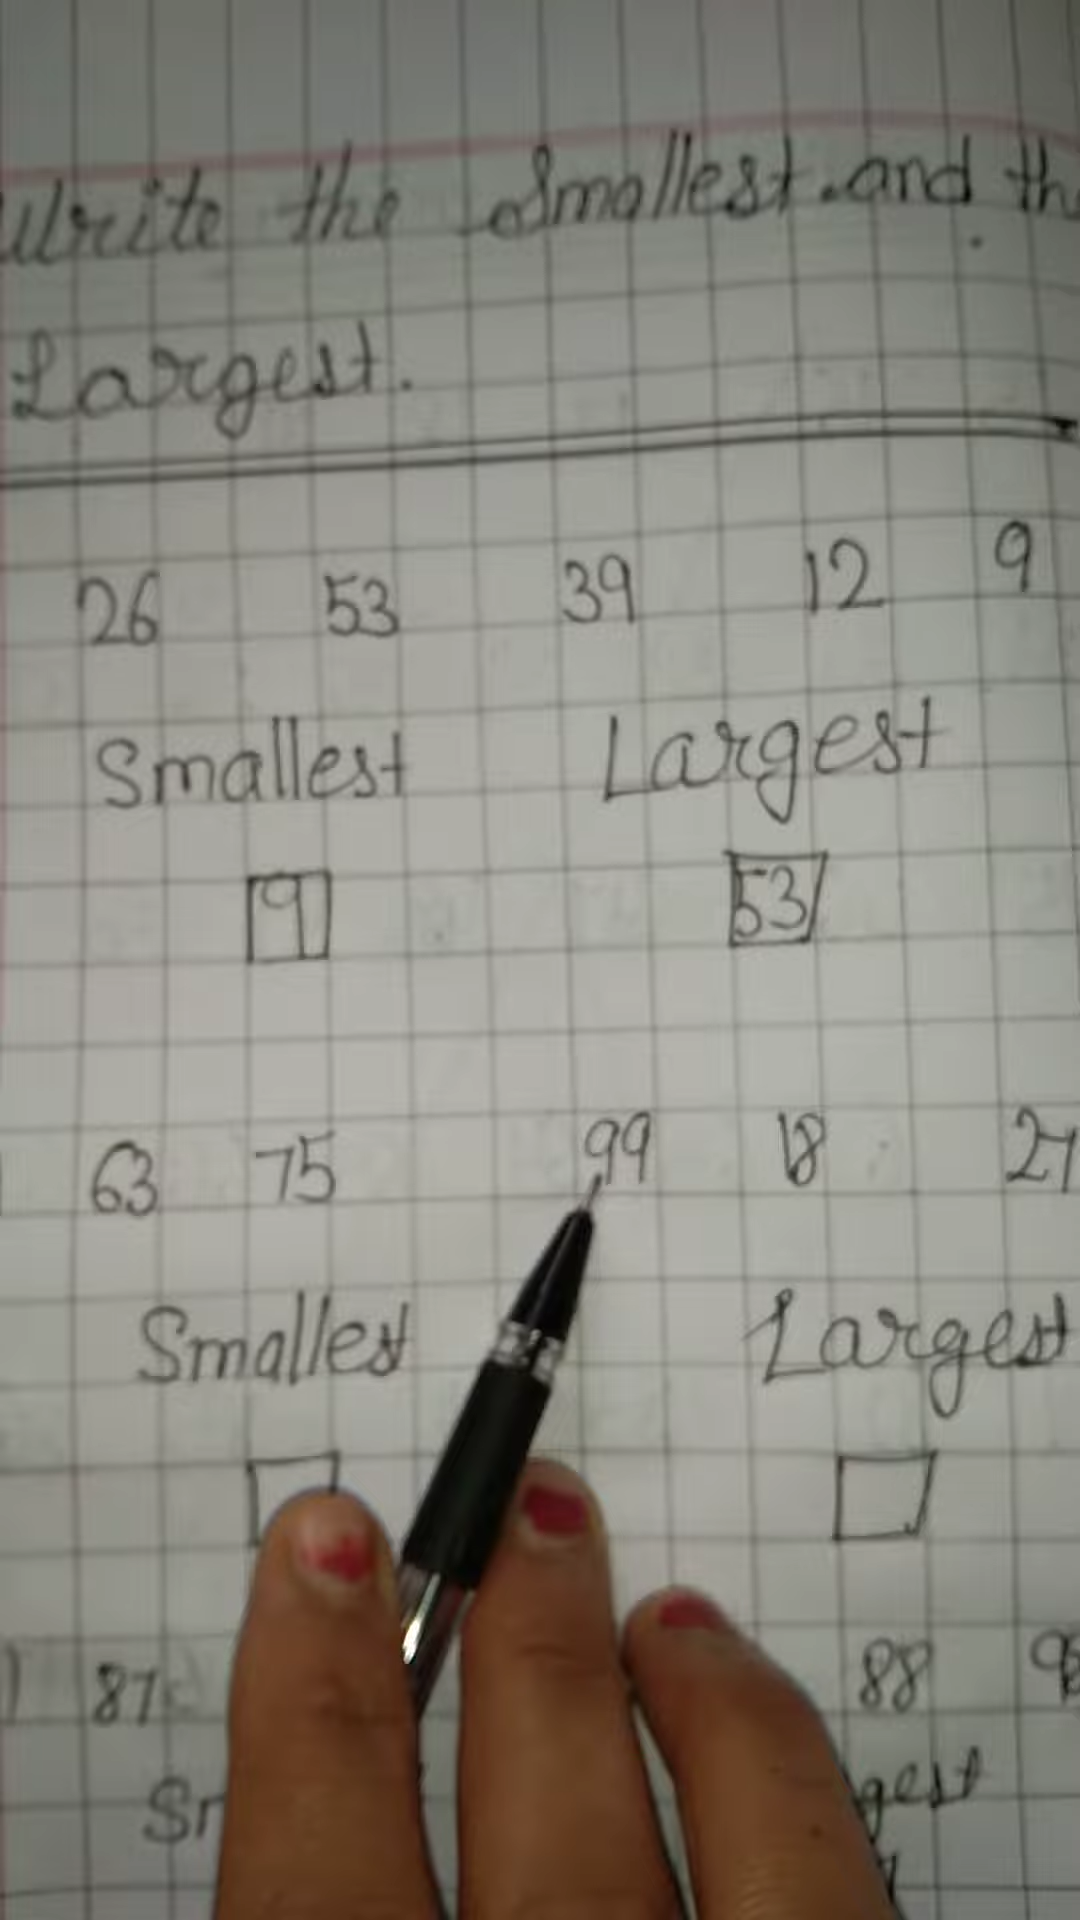 Write the Smallest and th
Largest.
26 53 39 12 9
Smallest Largest
9 53
63 75 99 18 27
Smallest Largest
87 88